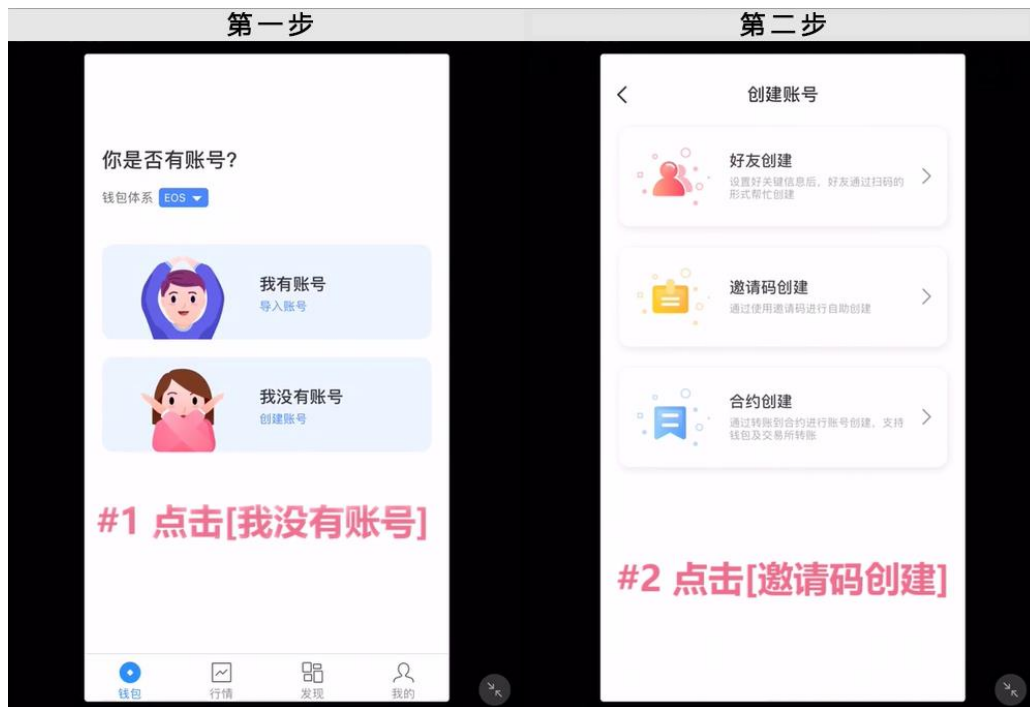 第一步
你是否有账号?
钱包体系 EOS
我有账号
导入账号
我没有账号
创建账号
#1 点击[我没有账号]
钱包
行情
发现
我的
第二步
创建账号
好友创建
设置好关键信息后，好友通过扫码的
形式帮忙创建
邀请码创建
通过使用邀请码进行自助创建
合约创建
通过转账到合约进行账号创建，支持
钱包及交易所转账
#2 点击[邀请码创建]